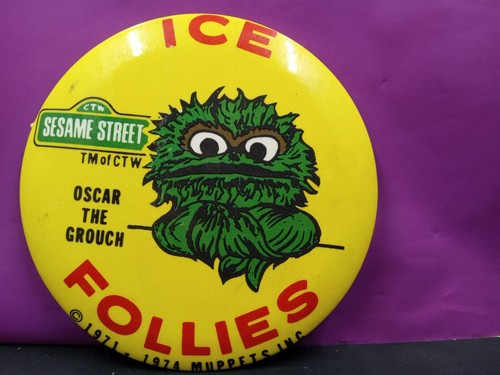 ICE
CTW
SESAME STREET
TM of CTW
OSCAR
THE
GROUCH
FOLLIES
© 1971 - 1974 MUPPETS INC